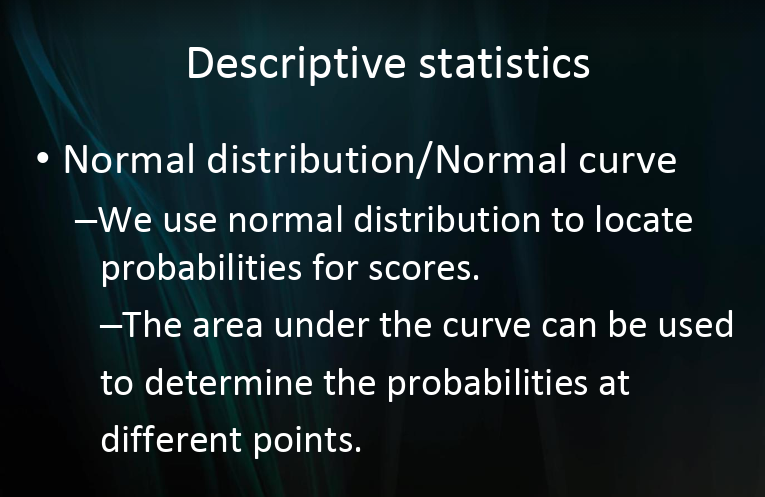 Descriptive statistics
• Normal distribution/Normal curve
–We use normal distribution to locate
probabilities for scores.
–The area under the curve can be used
to determine the probabilities at
different points.